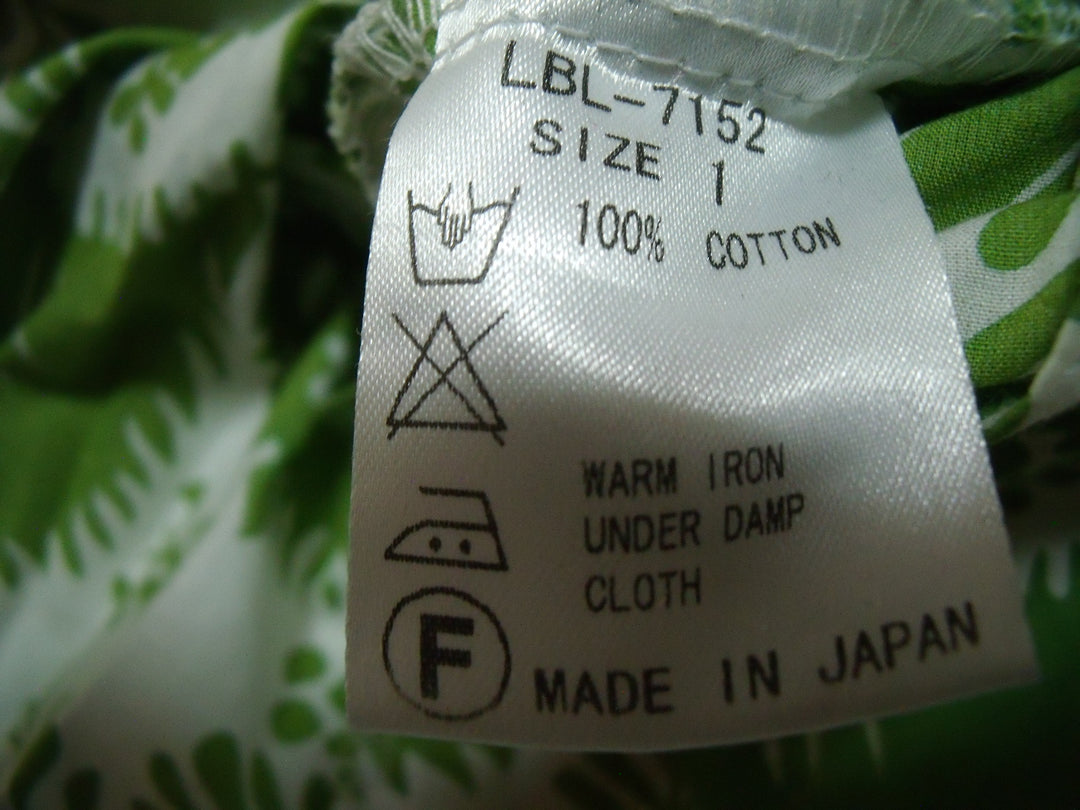 LBL-7152
SIZE 1
100% COTTON
WARM IRON
UNDER DAMP
CLOTH
F
MADE IN JAPAN